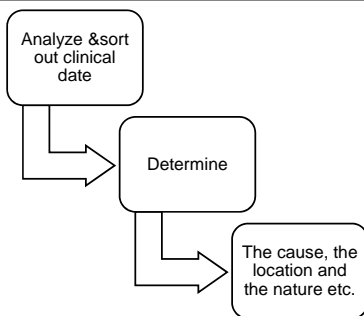 Analyze &sort
out clinical
date
Determine
The cause, the
location and
the nature etc.